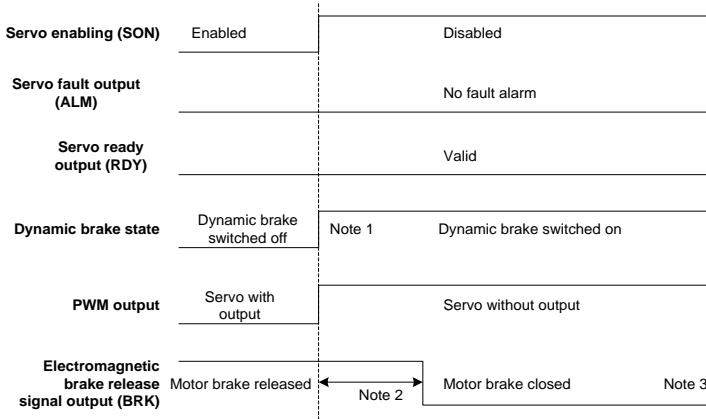 Servo enabling (SON) Enabled Disabled
Servo fault output
(ALM) No fault alarm
Servo ready
output (RDY) Valid
Dynamic brake state Dynamic brake
switched off Note 1 Dynamic brake switched on
PWM output Servo with
output Servo without output
Electromagnetic
brake release
signal output (BRK) Motor brake released Note 2 Motor brake closed Note 3